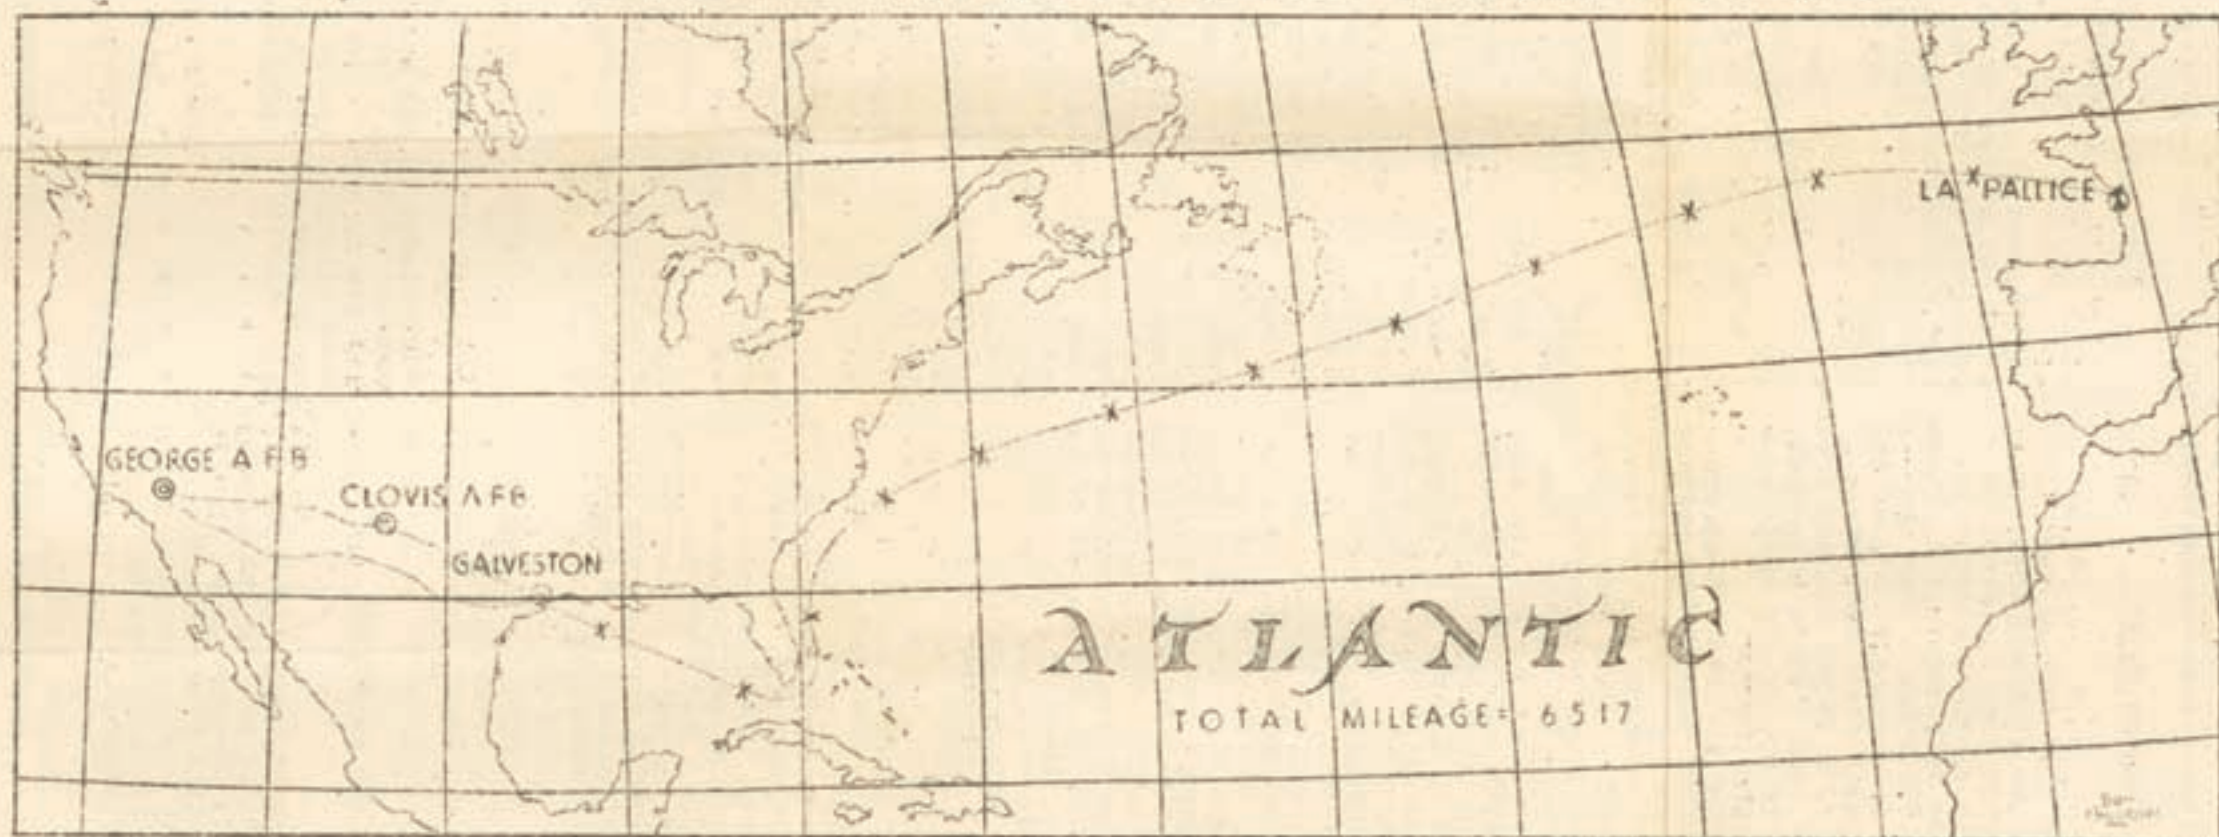 LA PALLICE
GEORGE A F B
CLOVIS A F B
GALVESTON
ATLANTIC
TOTAL MILEAGE= 6517